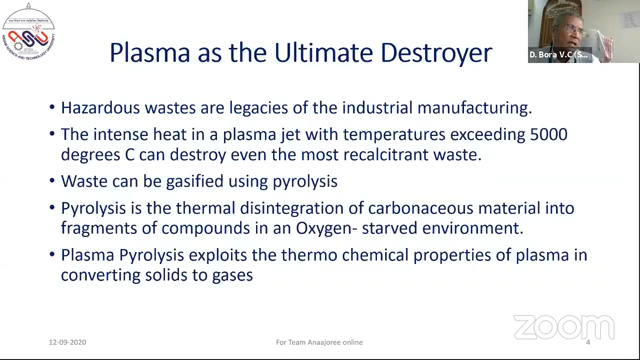 Plasma as the Ultimate Destroyer
D. Bora V.C (S...
• Hazardous wastes are legacies of the industrial manufacturing.
• The intense heat in a plasma jet with temperatures exceeding 5000
degrees C can destroy even the most recalcitrant waste.
• Waste can be gasified using pyrolysis
• Pyrolysis is the thermal disintegration of carbonaceous material into
fragments of compounds in an Oxygen- starved environment.
• Plasma Pyrolysis exploits the thermo chemical properties of plasma in
converting solids to gases
zoom
12-09-2020
For Team Anaajoree online
4